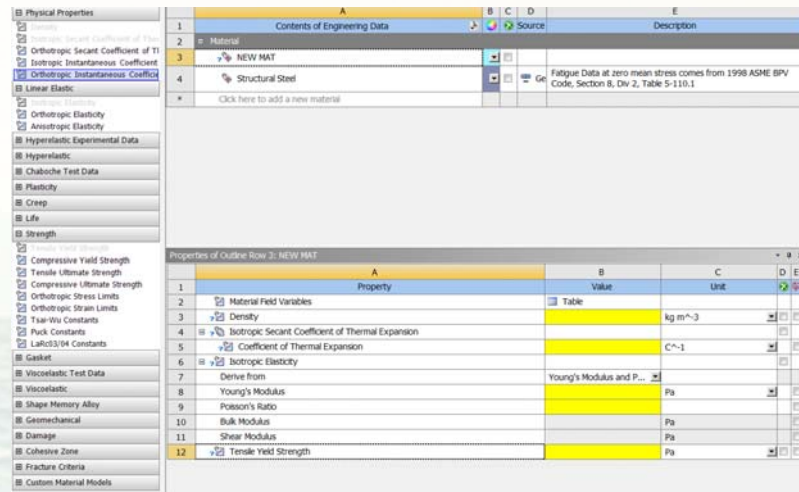 Physical Properties
Density
Isotropic Secant Coefficient of Ther
Orthotropic Secant Coefficient of Tl
Isotropic Instantaneous Coefficient
Orthotropic Instantaneous Coefficie
Linear Elastic
Isotropic Elasticity
Orthotropic Elasticity
Anisotropic Elasticity
Hyperelastic Experimental Data
Hyperelastic
Chaboche Test Data
Plasticity
Creep
Life
Strength
Tensile Yield Strength
Compressive Yield Strength
Tensile Ultimate Strength
Compressive Ultimate Strength
Orthotropic Stress Limits
Orthotropic Strain Limits
Tsai-Wu Constants
Puck Constants
LaRc03/04 Constants
Gasket
Viscoelastic Test Data
Viscoelastic
Shape Memory Alloy
Geomechanical
Damage
Cohesive Zone
Fracture Criteria
Custom Material Models
A B C D E
1 Contents of Engineering Data Source Description
2 Material
3 ? NEW MAT
4 Structural Steel Ge Fatigue Data at zero mean stress comes from 1998 ASME BPV
Code, Section 8, Div 2, Table 5-110.1
* Click here to add a new material
Properties of Outline Row 3: NEW MAT
A B C D E
1 Property Value Unit
2 Material Field Variables Table
3 ? Density kg m^-3
4 ? Isotropic Secant Coefficient of Thermal Expansion
5 ? Coefficient of Thermal Expansion C^-1
6 ? Isotropic Elasticity
7 Derive from Young's Modulus and P...
8 Young's Modulus Pa
9 Poisson's Ratio
10 Bulk Modulus Pa
11 Shear Modulus Pa
12 ? Tensile Yield Strength Pa